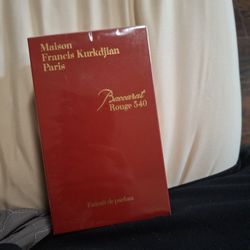 Maison
Francis Kurkdjian
Paris
Baccarat
Rouge 540
Extrait de parfum